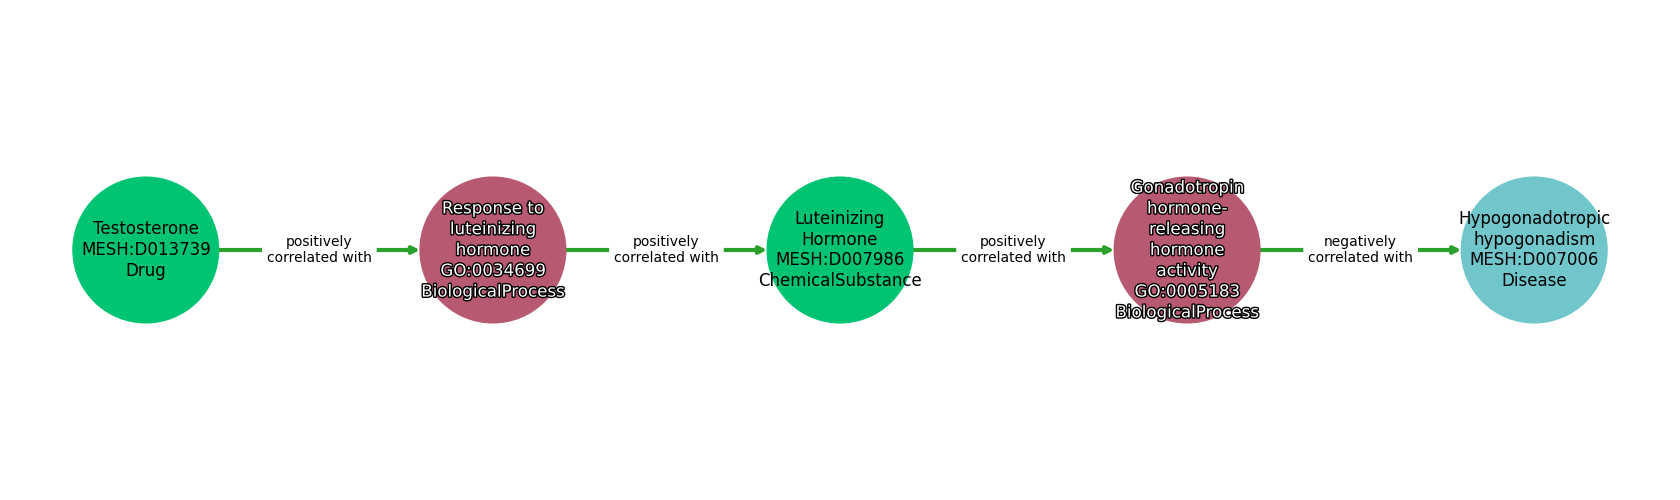 Testosterone
MESH:D013739
Drug
positively
correlated with
Response to
luteinizing
hormone
GO:0034699
BiologicalProcess
positively
correlated with
Luteinizing
Hormone
MESH:D007986
ChemicalSubstance
positively
correlated with
Gonadotropin
hormone-
releasing
hormone
activity
GO:0005183
BiologicalProcess
negatively
correlated with
Hypogonadotropic
hypogonadism
MESH:D007006
Disease